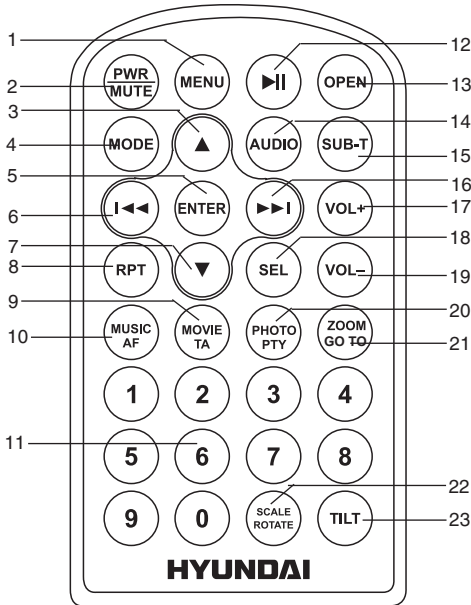 1
12
2
PWR
MUTE
MENU
OPEN
13
3
14
4
MODE
AUDIO
SUB-T
15
5
16
6
ENTER
VOL+
17
7
18
8
RPT
SEL
VOL–
19
9
20
10
MUSIC
AF
MOVIE
TA
PHOTO
PTY
ZOOM
GO TO
21
1 2 3 4
11
5 6 7 8
22
9 0
SCALE
ROTATE
TILT
23
HYUNDAI